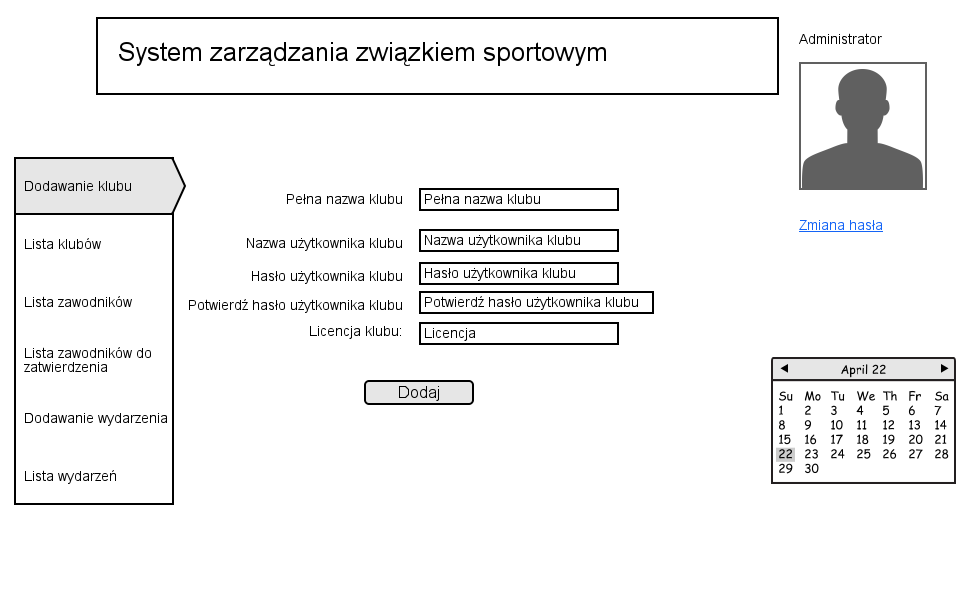 System zarządzania związkiem sportowym
Administrator
Zmiana hasła
Dodawanie klubu
Lista klubów
Lista zawodników
Lista zawodników do
zatwierdzenia
Dodawanie wydarzenia
Lista wydarzeń
Pełna nazwa klubu Pełna nazwa klubu
Nazwa użytkownika klubu Nazwa użytkownika klubu
Hasło użytkownika klubu Hasło użytkownika klubu
Potwierdź hasło użytkownika klubu Potwierdź hasło użytkownika klubu
Licencja klubu: Licencja
Dodaj
April 22
Su Mo Tu We Th Fr Sa
1 2 3 4 5 6 7
8 9 10 11 12 13 14
15 16 17 18 19 20 21
22 23 24 25 26 27 28
29 30